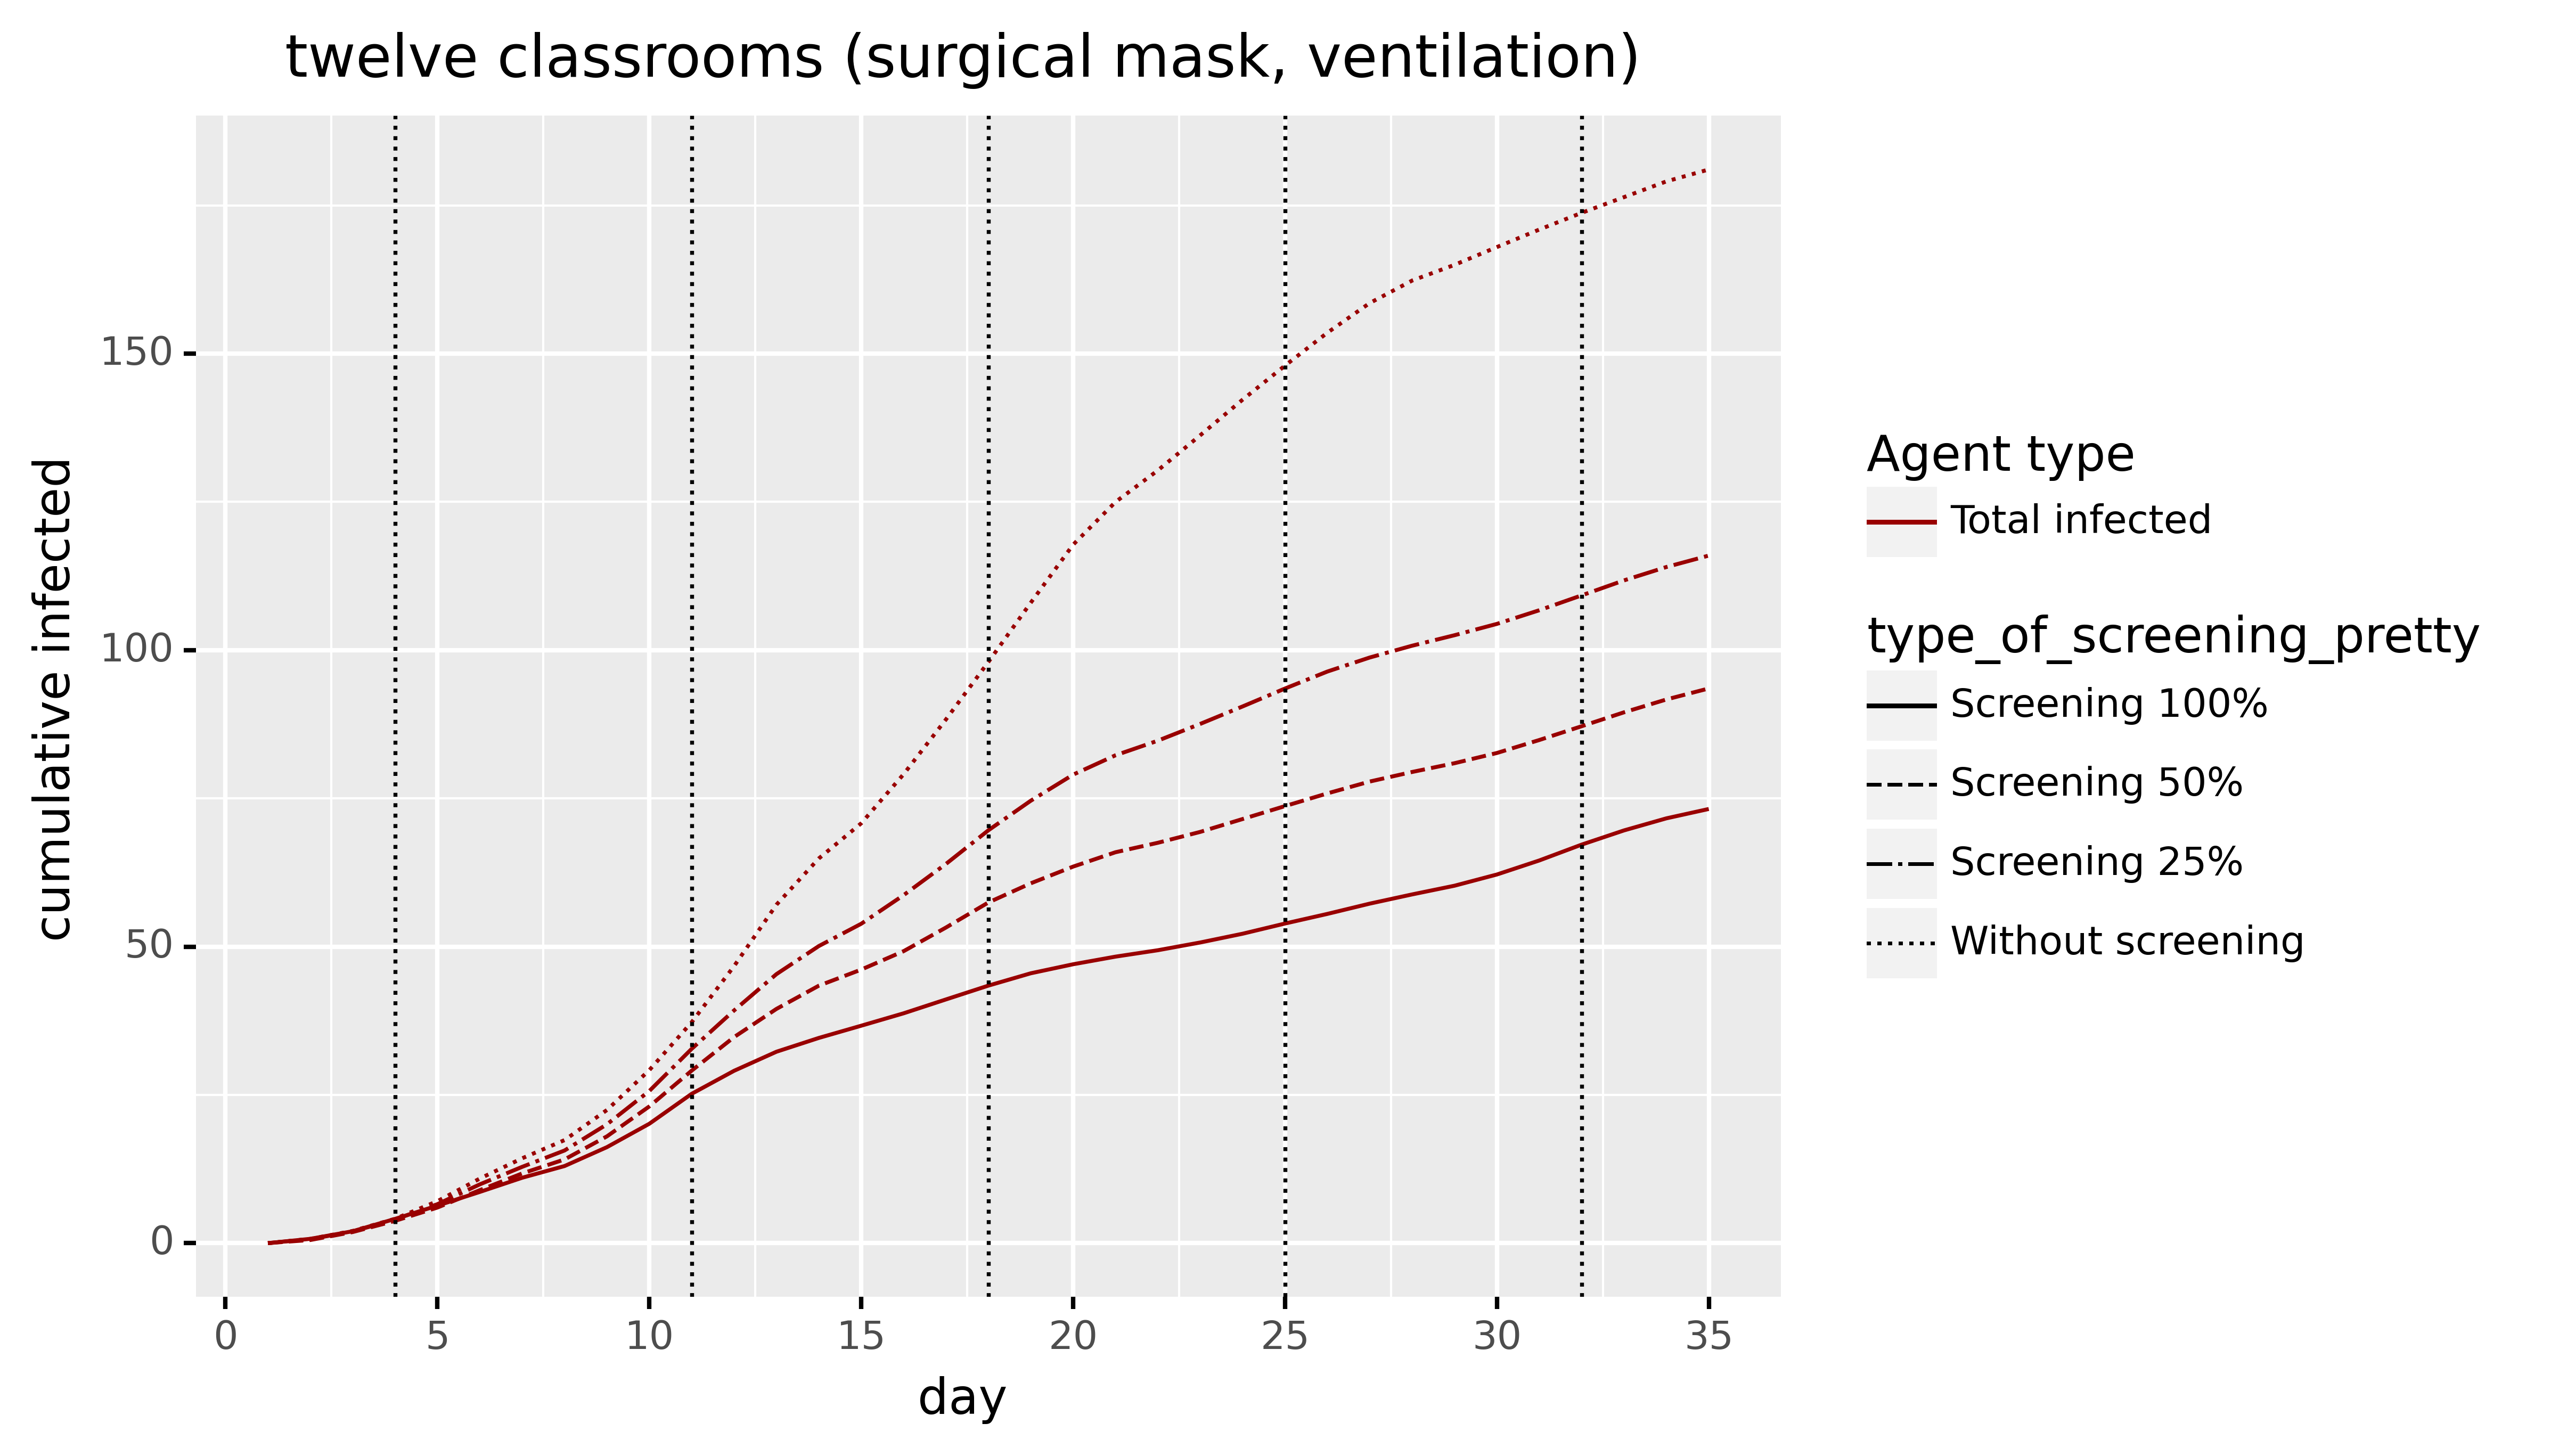 twelve classrooms (surgical mask, ventilation)
cumulative infected
150
100
50
0
0 5 10 15 20 25 30 35
day
Agent type
Total infected
type_of_screening_pretty
Screening 100%
Screening 50%
Screening 25%
Without screening